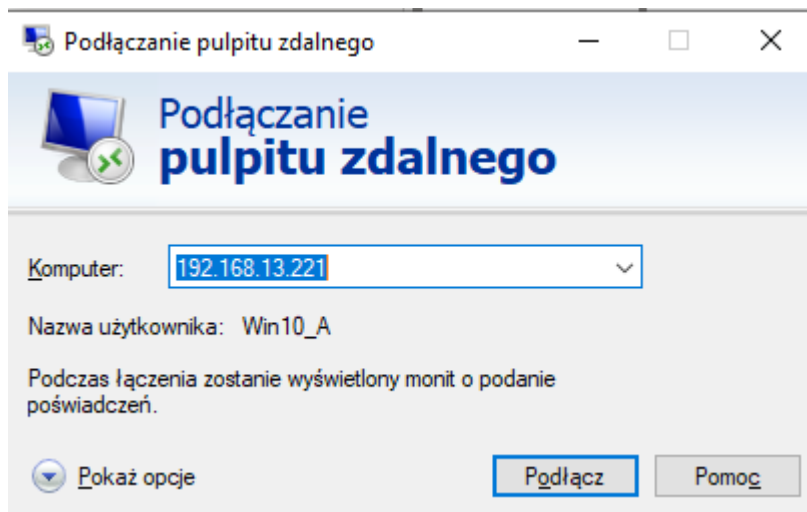 Podłączanie pulpitu zdalnego
Podłączanie
pulpitu zdalnego
Komputer: 192.168.13.221
Nazwa użytkownika: Win10_A
Podczas łączenia zostanie wyświetlony monit o podanie
poświadczeń.
Pokaż opcje Podłącz Pomoc